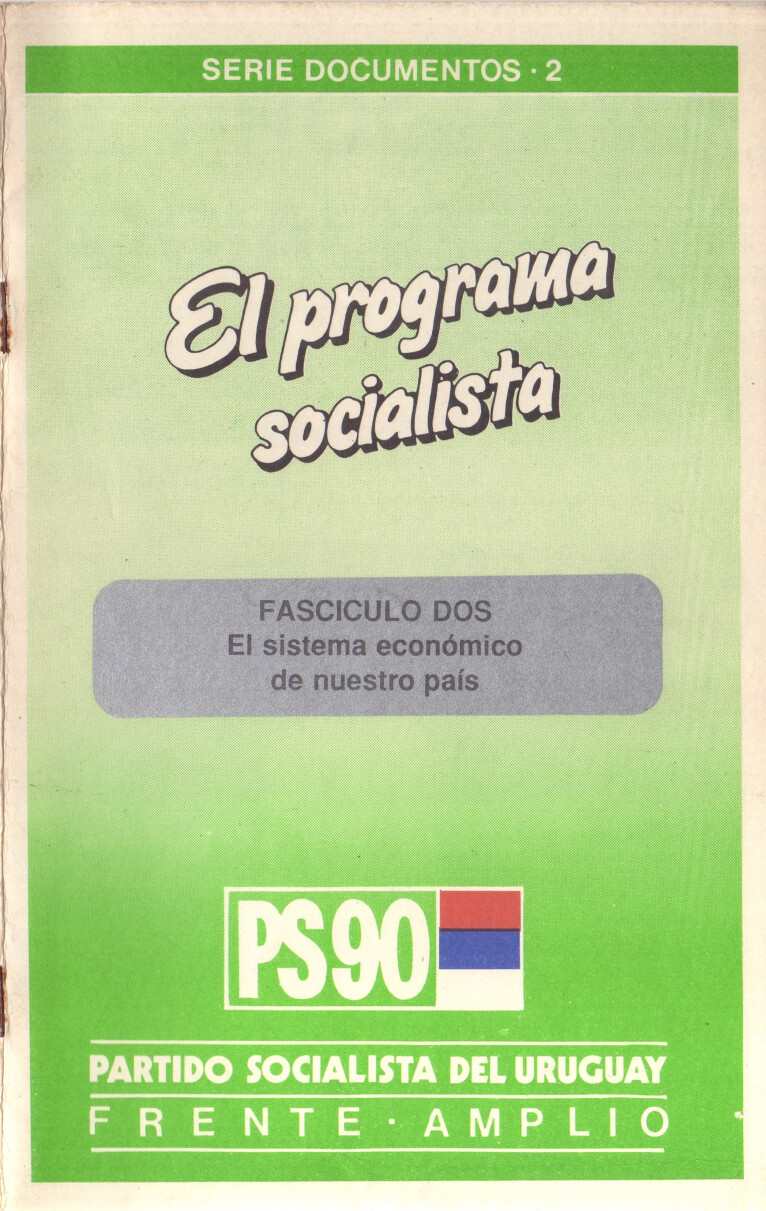 SERIE DOCUMENTOS · 2
El programa
socialista
FASCICULO DOS
El sistema económico
de nuestro país
PS90
PARTIDO SOCIALISTA DEL URUGUAY
FRENTE · AMPLIO